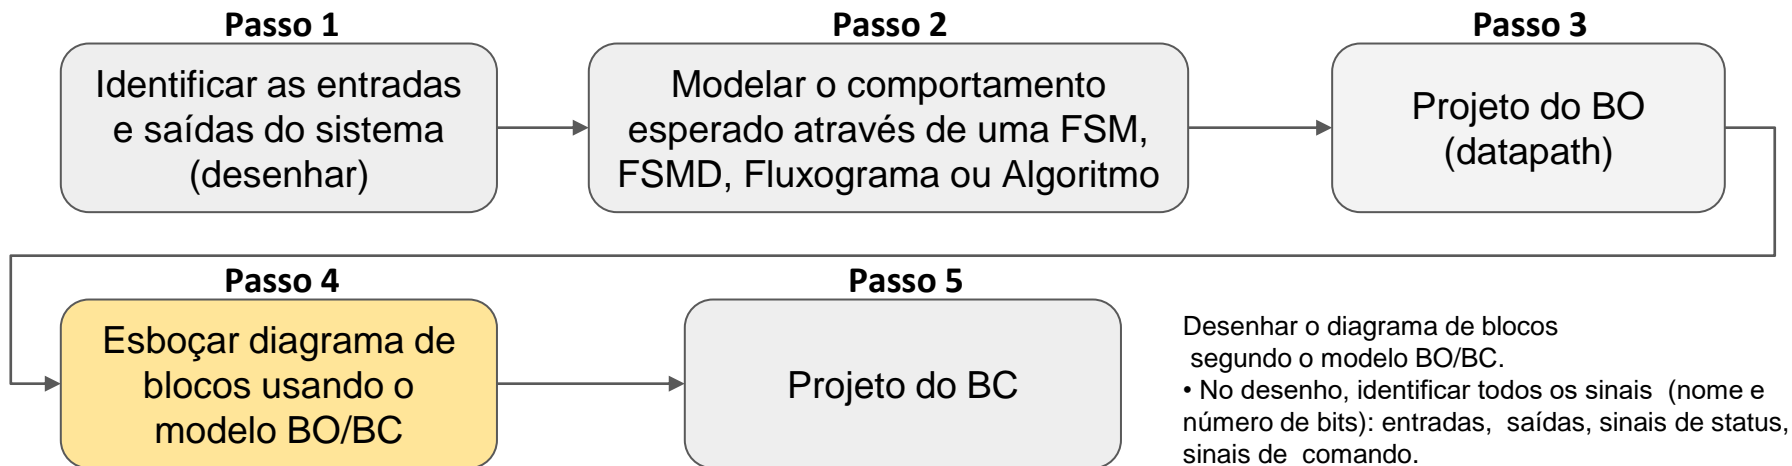 Passo 1
Identificar as entradas
e saídas do sistema
(desenhar)
Passo 2
Modelar o comportamento
esperado através de uma FSM,
FSMD, Fluxograma ou Algoritmo
Passo 3
Projeto do BO
(datapath)
Passo 4
Esboçar diagrama de
blocos usando o
modelo BO/BC
Passo 5
Projeto do BC
Desenhar o diagrama de blocos
segundo o modelo BO/BC.
• No desenho, identificar todos os sinais (nome e
número de bits): entradas, saídas, sinais de status,
sinais de comando.